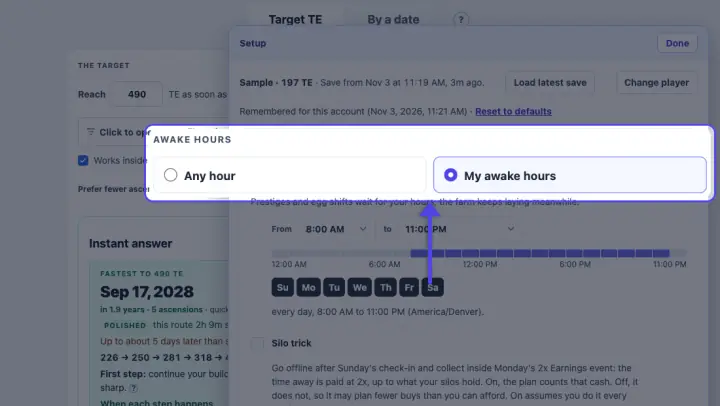 Target TE
By a date
?
Setup
Done
THE TARGET
Reach
490
TE as soon as
Sample · 197 TE · Save from Nov 3 at 11:19 AM, 3m ago.
Load latest save
Change player
Remembered for this account (Nov 3, 2026, 11:21 AM) · Reset to defaults
Click to
Works inside
Prefer fewer
AWAKE HOURS
Any hour
My awake hours
Prestiges and egg shifts wait for your hours, the farm keeps laying meanwhile.
From
8:00 AM
to
11:00 PM
12:00 AM
6:00 AM
12:00 PM
6:00 PM
11:00 PM
Su
Mo
Tu
We
Th
Fr
Sa
every day, 8:00 AM to 11:00 PM (America/Denver).
Instant answer
FASTEST TO 490 TE
Sep 17, 2028
in 1.9 years · 5 ascensions · quick
POLISHED this route 2h 9m
Up to about 5 days later than
226 → 250 → 281 → 318 →
First step: continue your
sharp. ?
When each step happens
Silo trick
Go offline after Sunday's check-in and collect inside Monday's 2x Earnings event: the
time away is paid at 2x, up to what your silos hold. On, the plan counts that cash. Off, it
does not, so it may plan fewer buys than you can afford. On assumes you do it every